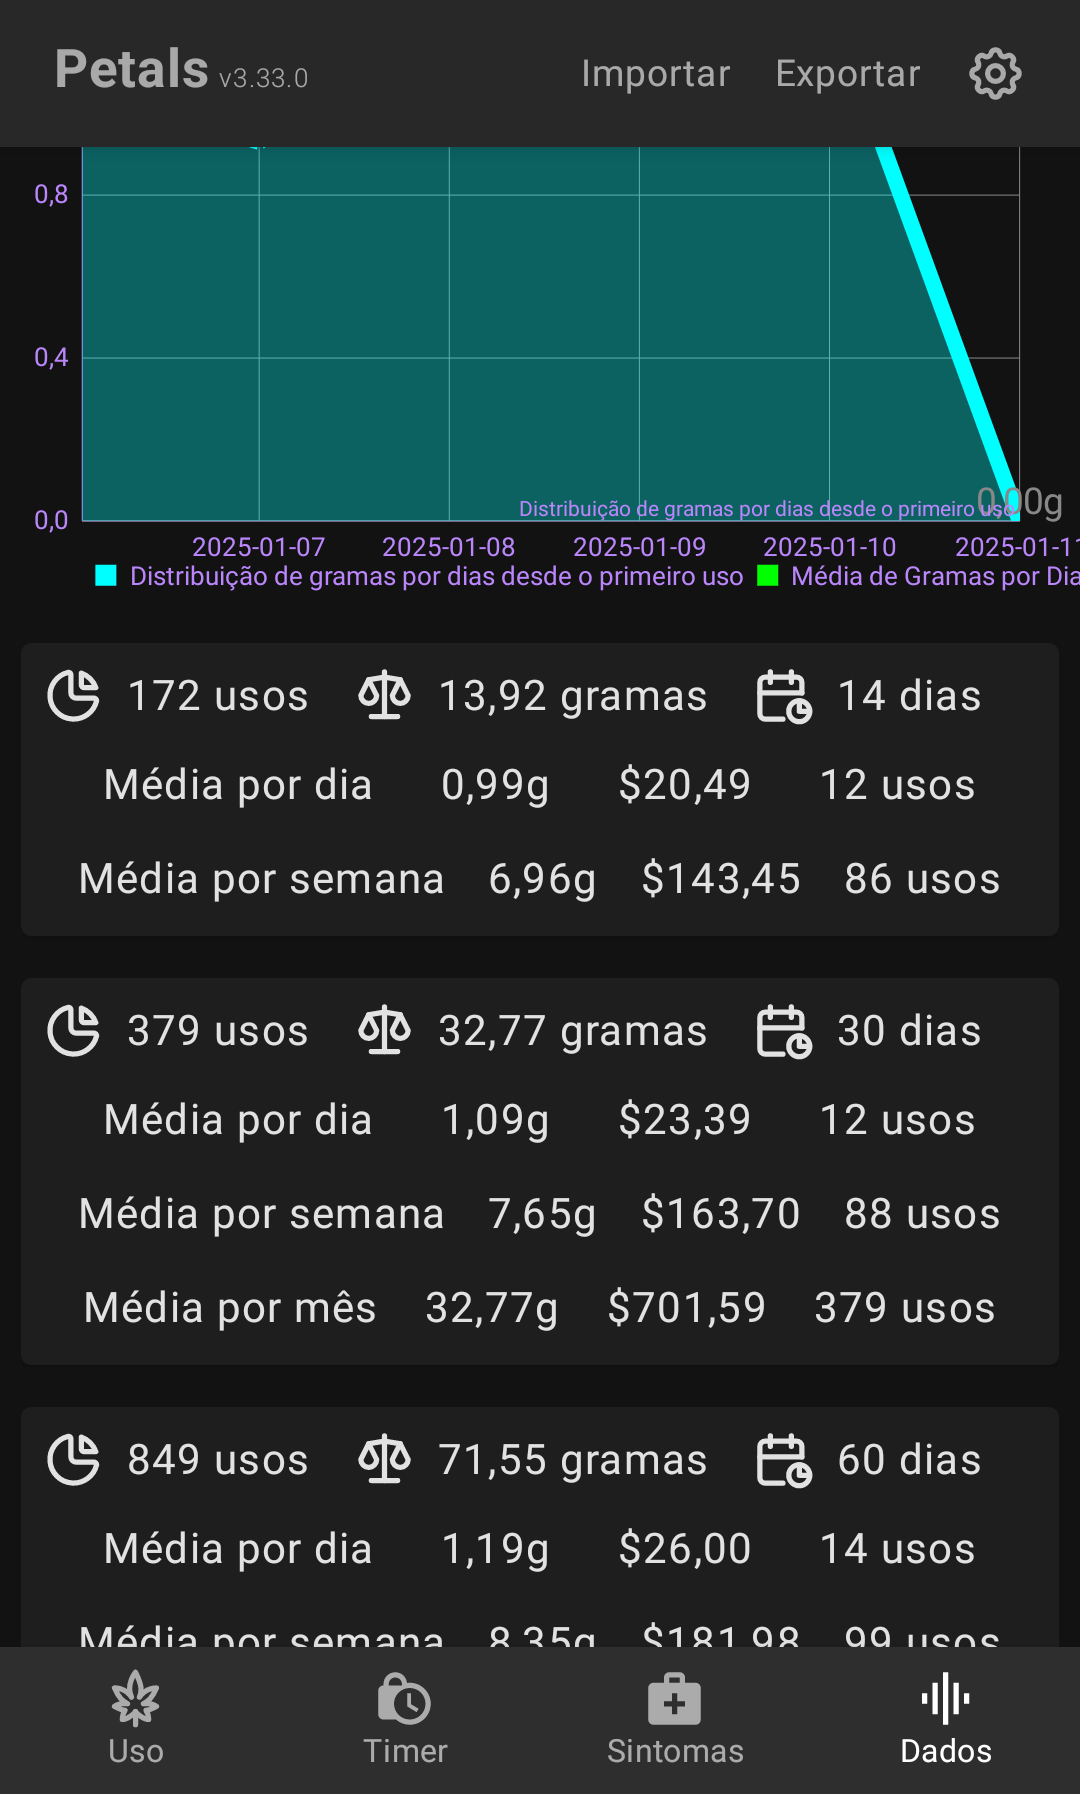 Petals v3.33.0 Importar Exportar
0,8
0,4
0,0
Distribuição de gramas por dias desde o primeiro uso
0,00g
2025-01-07 2025-01-08 2025-01-09 2025-01-10 2025-01-11
Distribuição de gramas por dias desde o primeiro uso Média de Gramas por Dia
172 usos 13,92 gramas 14 dias
Média por dia 0,99g $20,49 12 usos
Média por semana 6,96g $143,45 86 usos
379 usos 32,77 gramas 30 dias
Média por dia 1,09g $23,39 12 usos
Média por semana 7,65g $163,70 88 usos
Média por mês 32,77g $701,59 379 usos
849 usos 71,55 gramas 60 dias
Média por dia 1,19g $26,00 14 usos
Média por semana 8,35g $181,98 99 usos
Uso Timer Sintomas Dados